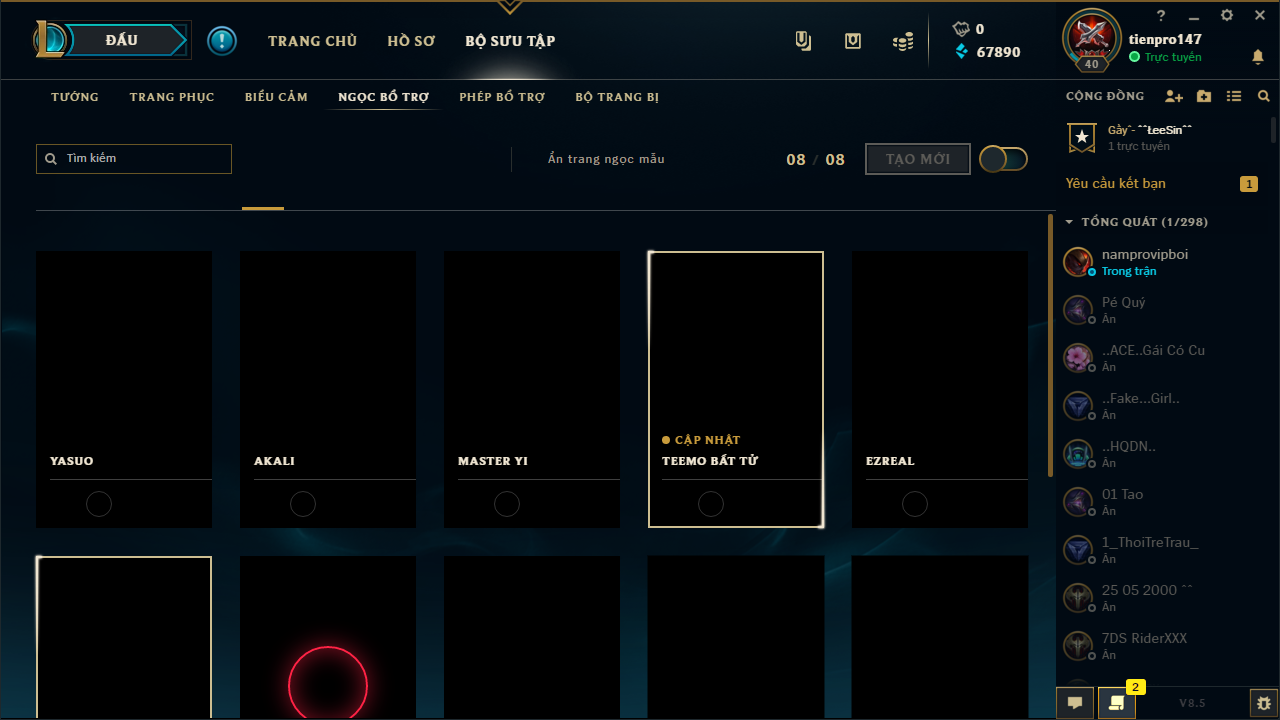 ĐẤU
TRANG CHỦ
HỒ SƠ
BỘ SƯU TẬP
0
67890
40
?
tienpro147
Trực tuyến
TƯỚNG
TRANG PHỤC
BIỂU CẢM
NGỌC BỔ TRỢ
PHÉP BỔ TRỢ
BỘ TRANG BỊ
CỘNG ĐỒNG
Tìm kiếm
Ẩn trang ngọc mẫu
08 / 08
TẠO MỚI
Gầy^- ^^ŁeeSin^^
1 trực tuyến
Yêu cầu kết bạn
1
TỔNG QUÁT (1/298)
namprovipboi
Trong trận
Pé Quý
Ẩn
..ACE..Gái Có Cu
Ẩn
..Fake...Girl..
Ẩn
..HQDN..
Ẩn
01 Tao
Ẩn
1_ThoiTreTrau_
Ẩn
25 05 2000 ^^
Ẩn
7DS RiderXXX
Ẩn
YASUO
AKALI
MASTER YI
CẬP NHẬT
TEEMO BẤT TỬ
EZREAL
2
V8.5